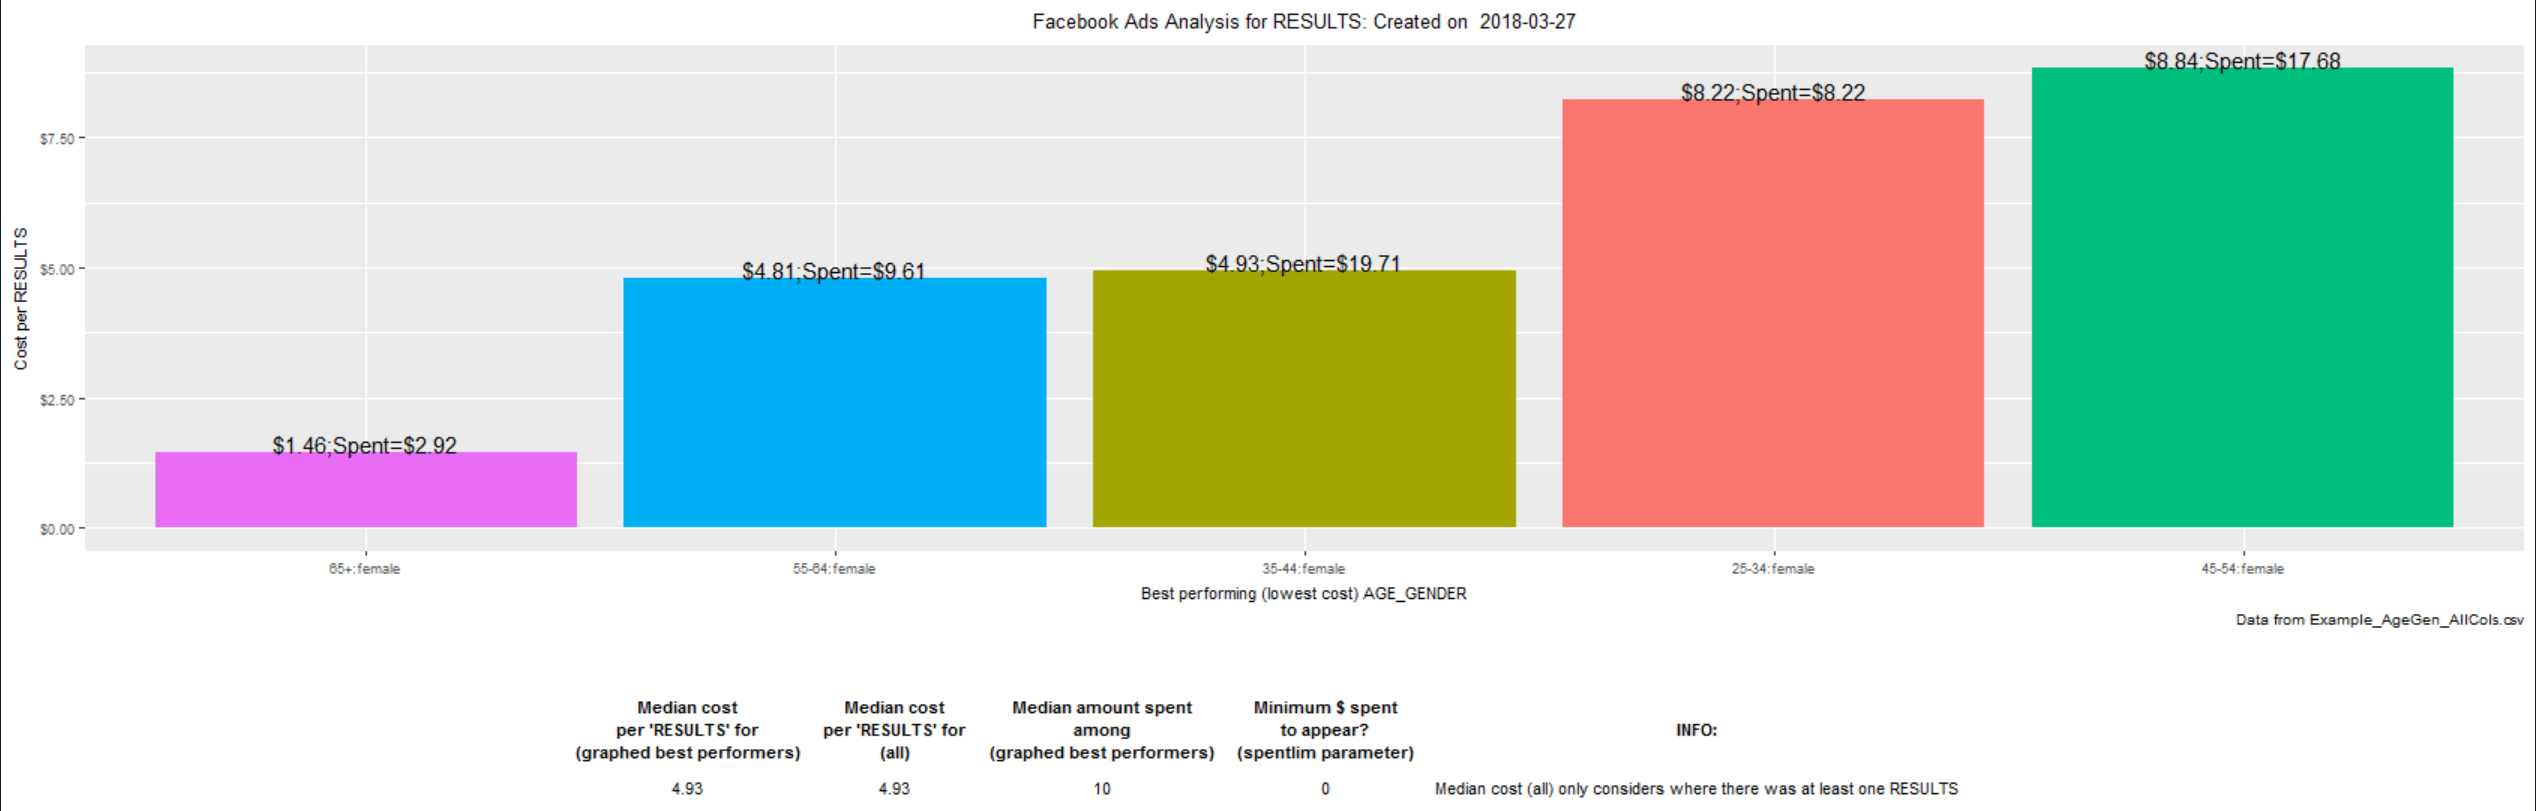 Facebook Ads Analysis for RESULTS: Created on  2018-03-27
$8.84;Spent=$17.68
$8.22;Spent=$8.22
$7.50
$5.00
$4.93;Spent=$19.71
$4.81;Spent=$9.61
Cost per RESULTS
$2.50
$1.46;Spent=$2.92
$0.00
65+:female 55-64:female 35-44:female 25-34:female 45-54:female
Best performing (lowest cost) AGE_GENDER
Data from Example_AgeGen_AllCols.csv
Median cost
per 'RESULTS' for
(graphed best performers)
Median cost
per 'RESULTS' for
(all)
Median amount spent
among
(graphed best performers)
Minimum $ spent
to appear?
(spentlim parameter)
INFO:
4.93 4.93 10 0 Median cost (all) only considers where there was at least one RESULTS